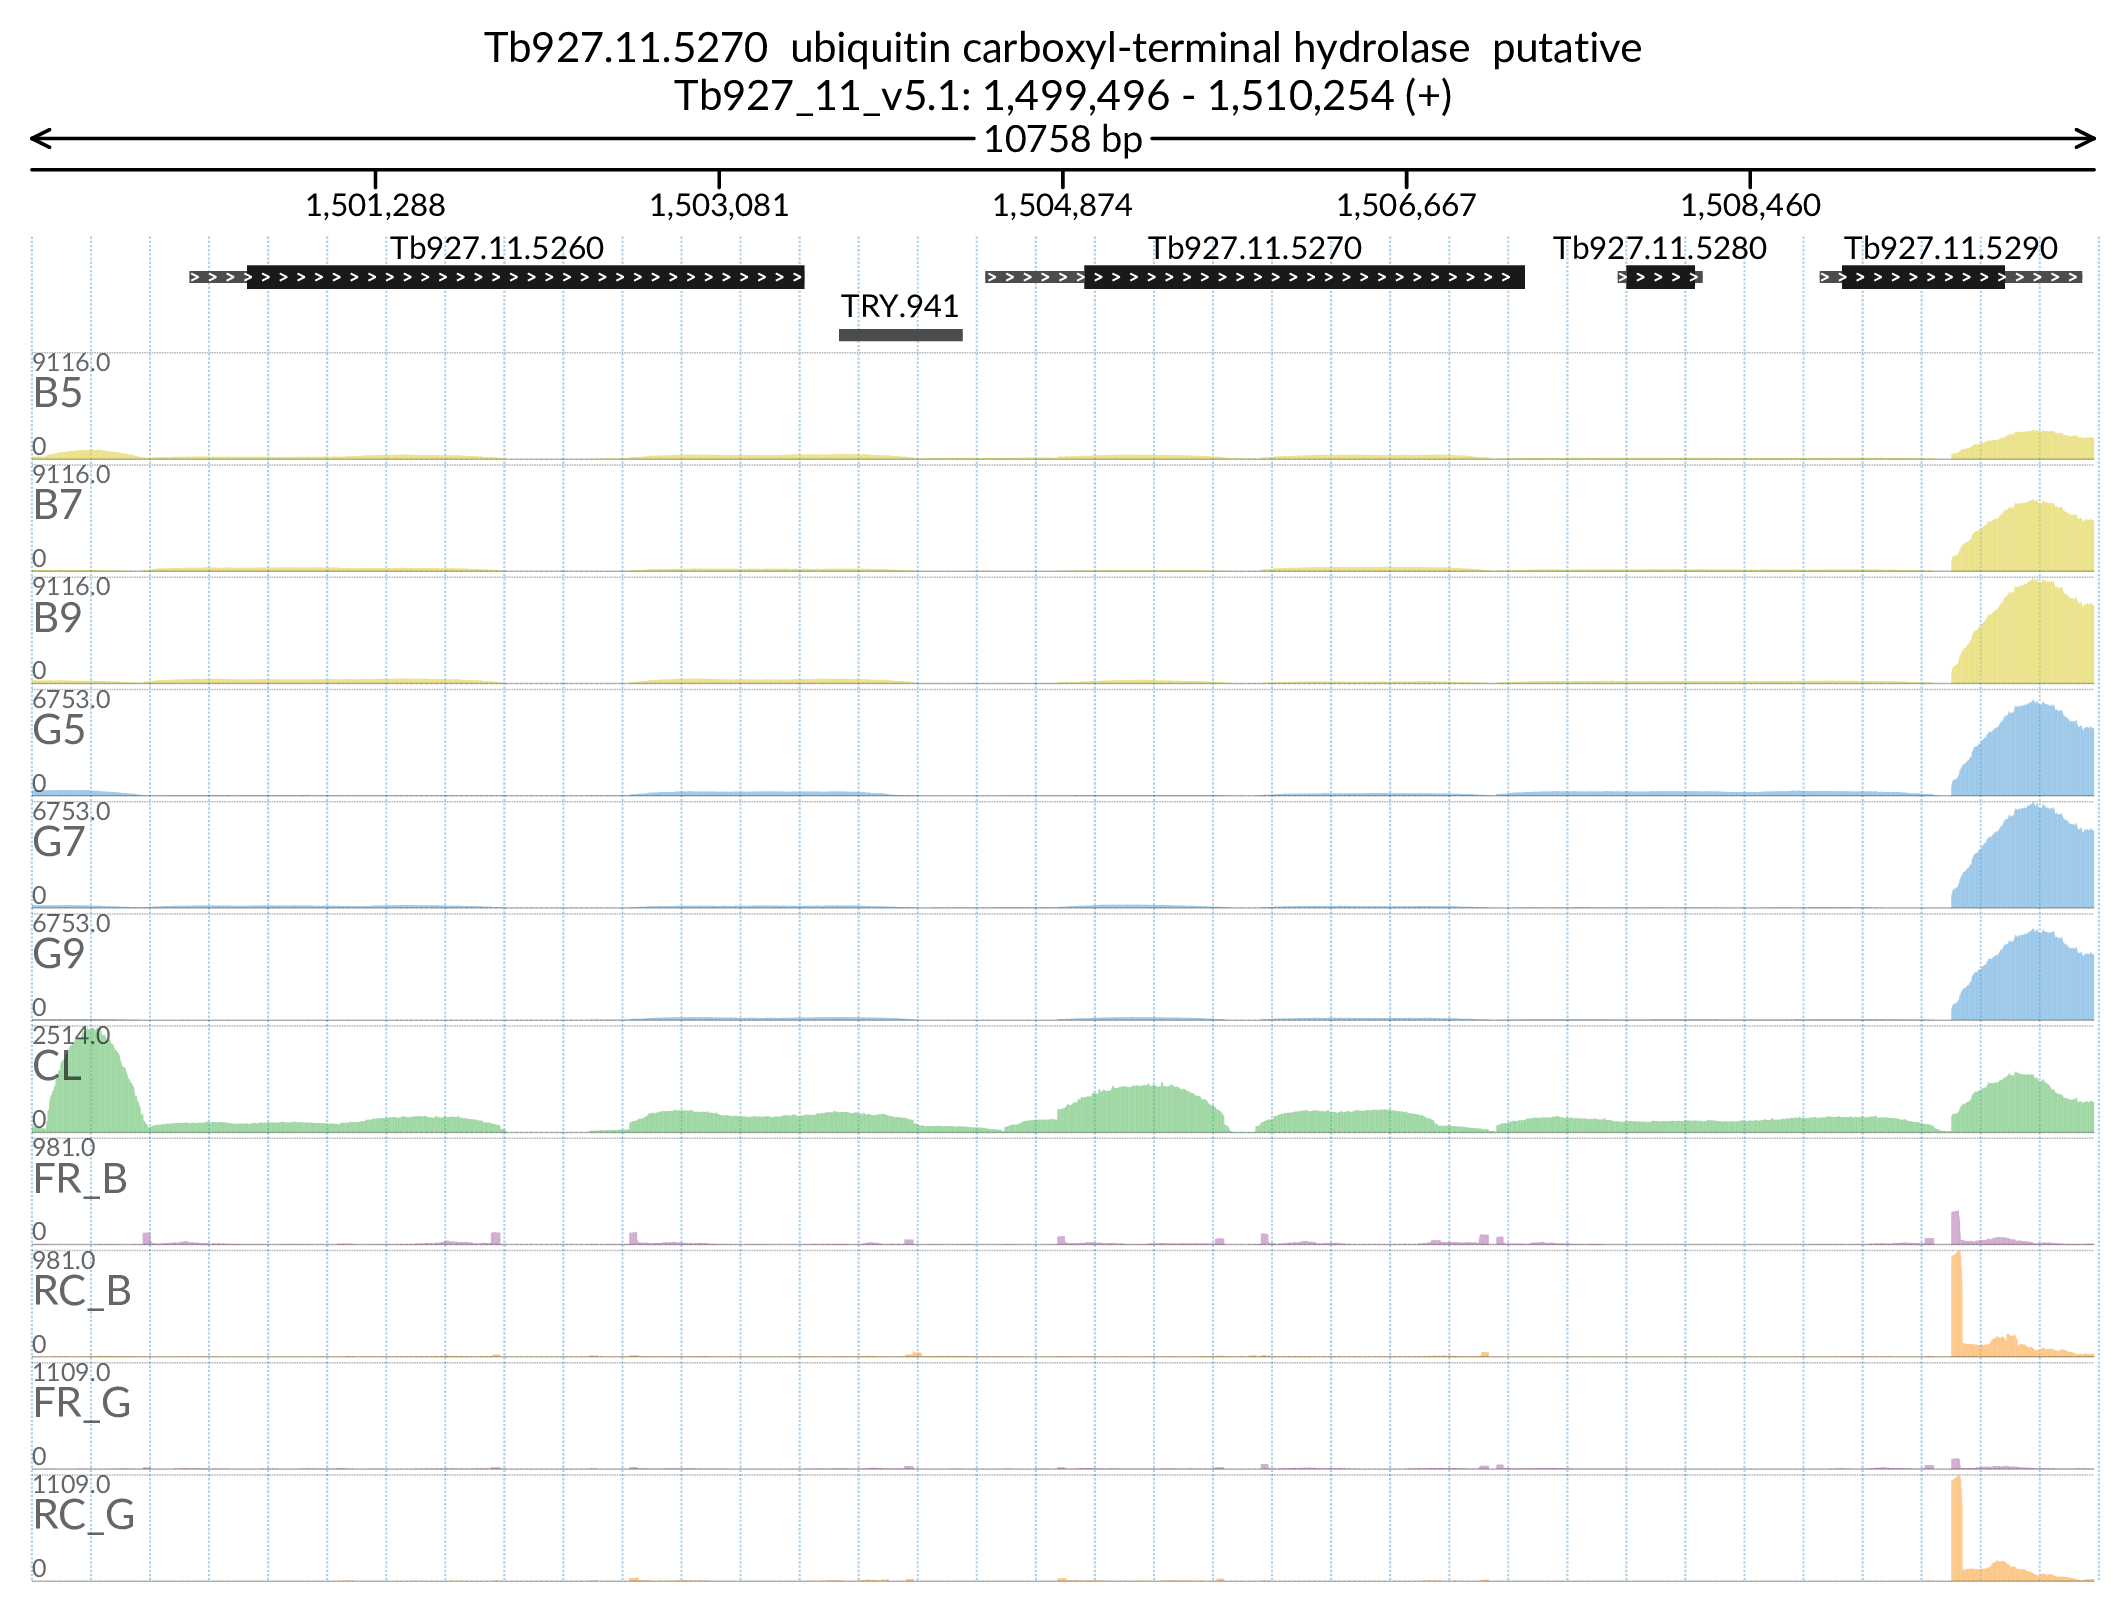 Tb927.11.5270 ubiquitin carboxyl-terminal hydrolase putative
Tb927_11_v5.1: 1,499,496 - 1,510,254 (+)
10758 bp
1,501,288 1,503,081 1,504,874 1,506,667 1,508,460
Tb927.11.5260 Tb927.11.5270 Tb927.11.5280 Tb927.11.5290
TRY.941
9116.0
B5
0
9116.0
B7
0
9116.0
B9
0
6753.0
G5
0
6753.0
G7
0
6753.0
G9
0
2514.0
CL
0
981.0
FR_B
0
981.0
RC_B
0
1109.0
FR_G
0
1109.0
RC_G
0